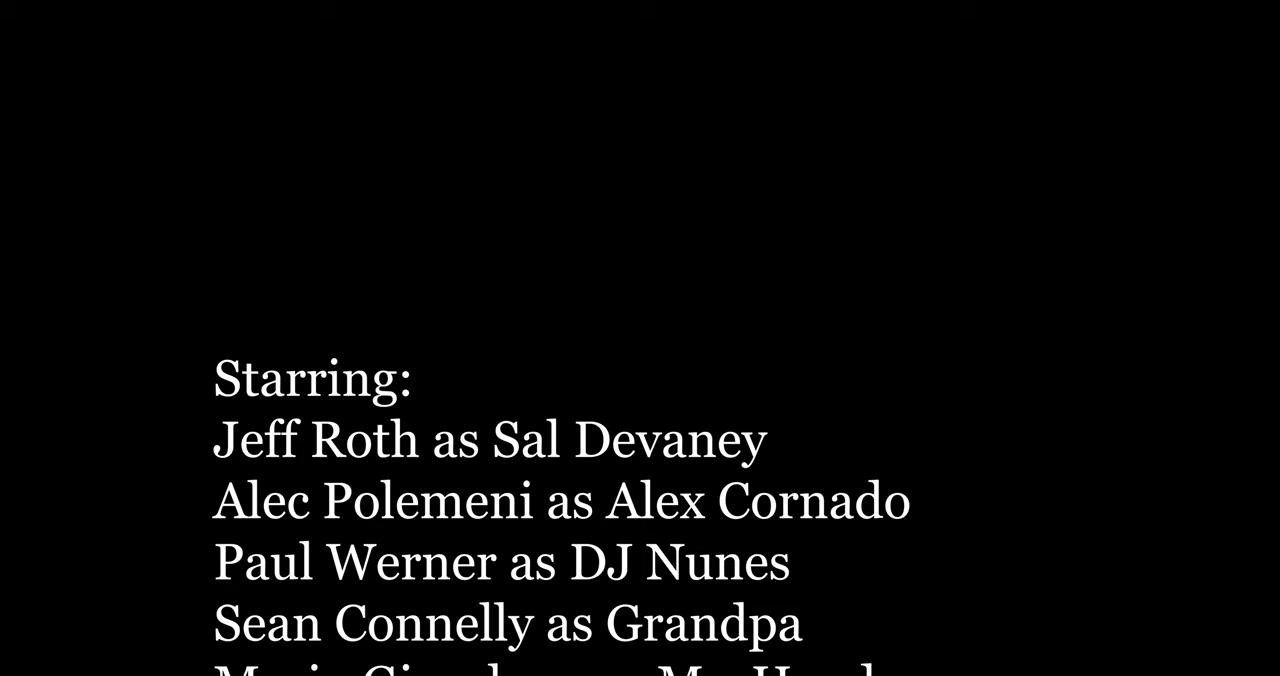 Starring:
Jeff Roth as Sal Devaney
Alec Polemeni as Alex Cornado
Paul Werner as DJ Nunes
Sean Connelly as Grandpa